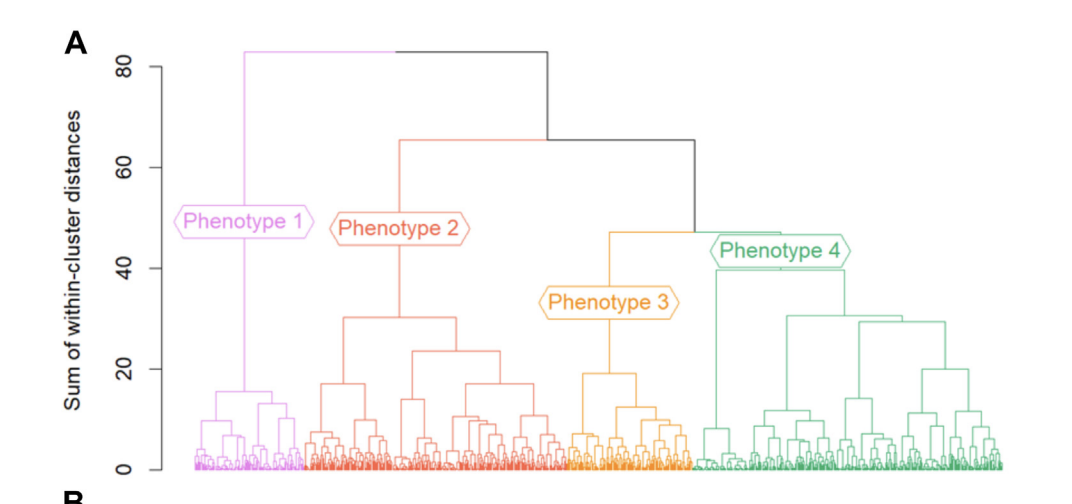 A
Sum of within-cluster distances
80
60
40
20
0
Phenotype 1
Phenotype 2
Phenotype 3
Phenotype 4
B